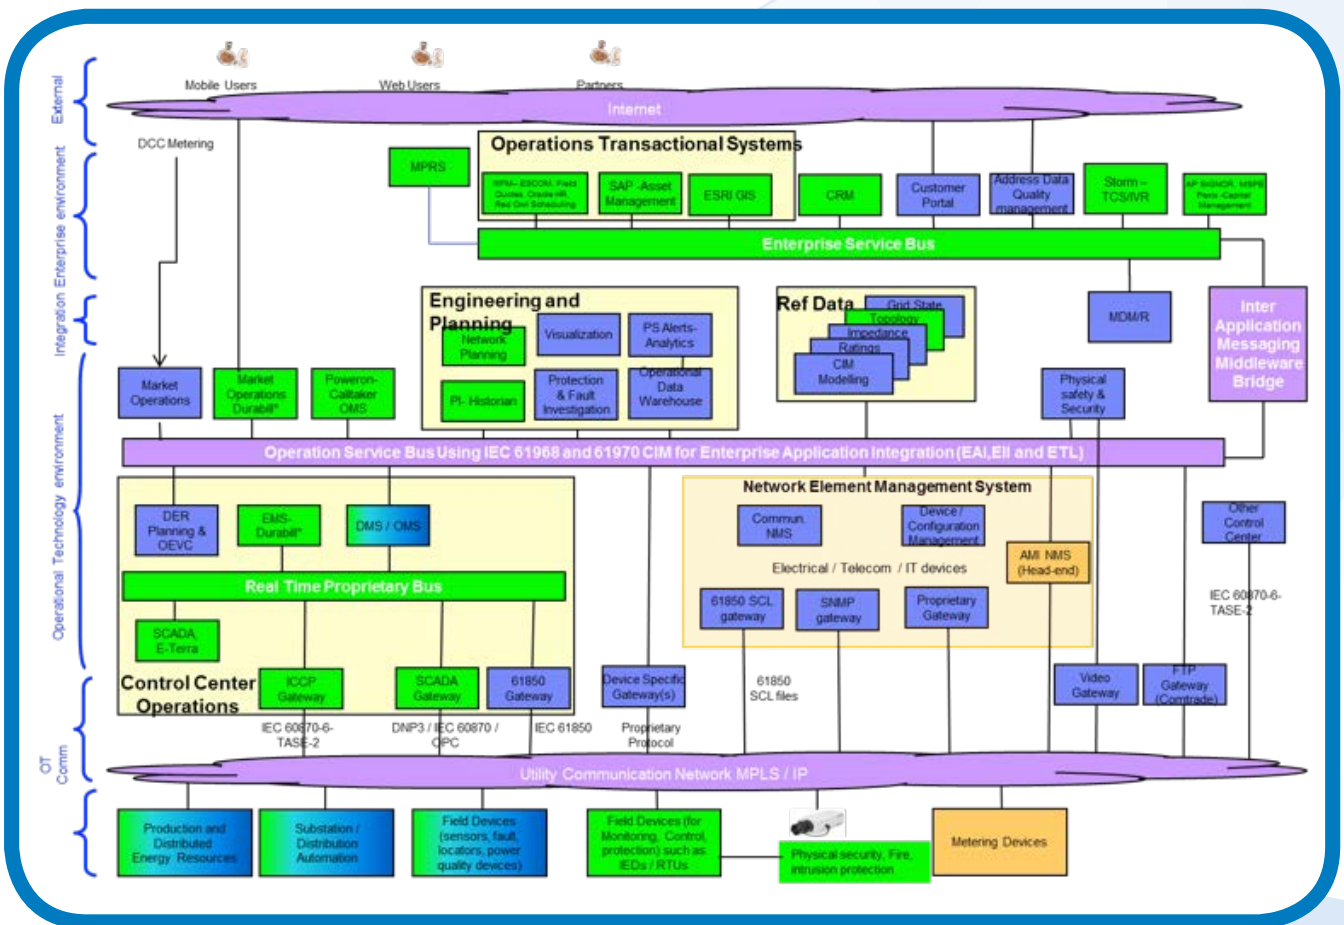 External
Mobile Users
Web Users
Partners
Internet
DCC Metering
Enterprise environment
MPRS
Operations Transactional Systems
Red Owl Scheduling
SAP -Asset
Management
ESRI GIS
CRM
Customer
Portal
Address Data
Quality
management
Storm –
TCS/IVR
Management
Enterprise Service Bus
Integration
Engineering and
Planning
Network
Planning
Visualization
PS Alerts-
Analytics
PI- Historian
Protection
& Fault
Investigation
Operational
Data
Warehouse
Ref Data
Grid State
Topology
Impedance
Ratings
CIM
Modelling
MDM/R
Inter
Application
Messaging
Middleware
Bridge
Market
Operations
Market
Operations
Durabill*
Poweron-
Calltaker
OMS
Physical
safety &
Security
Operational Technology environment
Operation Service Bus Using IEC 61968 and 61970 CIM for Enterprise Application Integration (EAI,EII and ETL)
DER
Planning &
OEVC
EMS-
Durabill*
DMS / OMS
Real Time Proprietary Bus
SCADA,
E-Terra
Control Center
Operations
ICCP
Gateway
SCADA
Gateway
61850
Gateway
Network Element Management System
Commun.
NMS
Device /
Configuration
Management
AMI NMS
(Head-end)
Electrical / Telecom / IT devices
61850 SCL
gateway
SNMP
gateway
Proprietary
Gateway
Other
Control
Center
IEC 60870-6-
TASE-2
Device Specific
Gateway(s)
61850
SCL files
Video
Gateway
FTP
Gateway
(Comtrade)
OT
Comm
IEC 60870-6-
TASE-2
DNP3 / IEC 60870 /
OPC
IEC 61850
Proprietary
Protocol
Utility Communication Network MPLS / IP
Production and
Distributed
Energy Resources
Substation /
Distribution
Automation
Field Devices
(sensors, fault,
locators, power
quality devices)
Field Devices (for
Monitoring, Control,
protection) such as
IEDs / RTUs
Physical security, Fire,
intrusion protection
Metering Devices